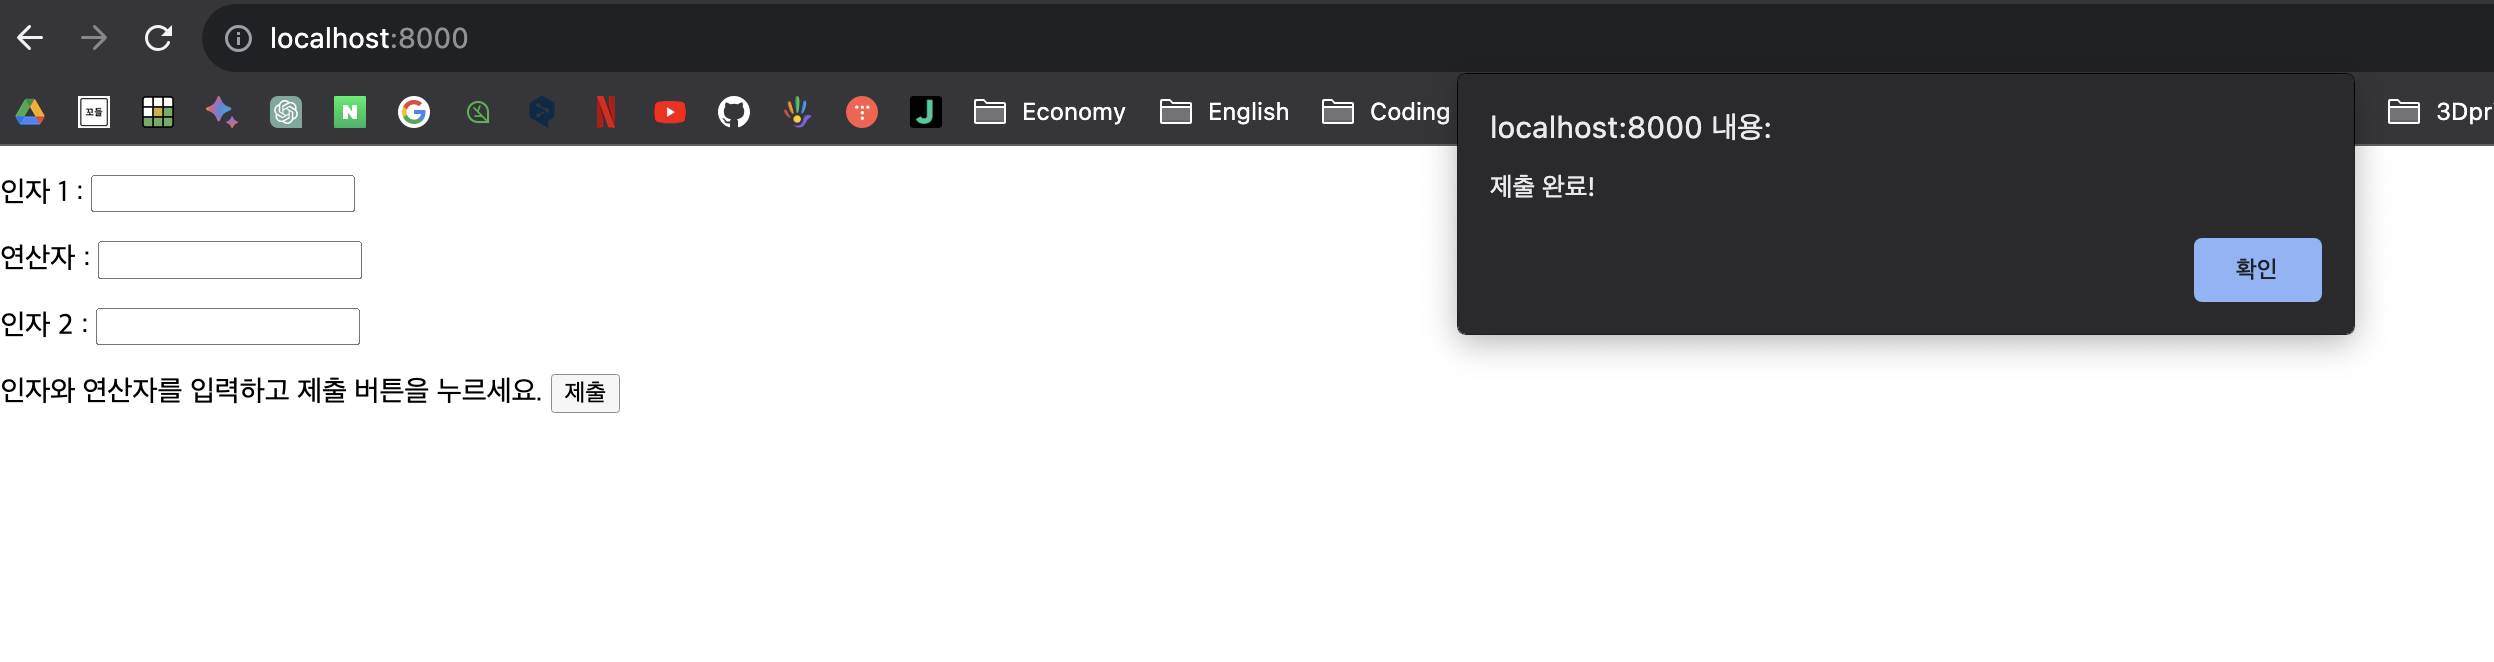 localhost:8000
꼬들
N
J
Economy
English
Coding
3Dpr
localhost:8000 내용:
제출 완료!
확인
인자 1 :
연산자 :
인자 2 :
인자와 연산자를 입력하고 제출 버튼을 누르세요. 제출